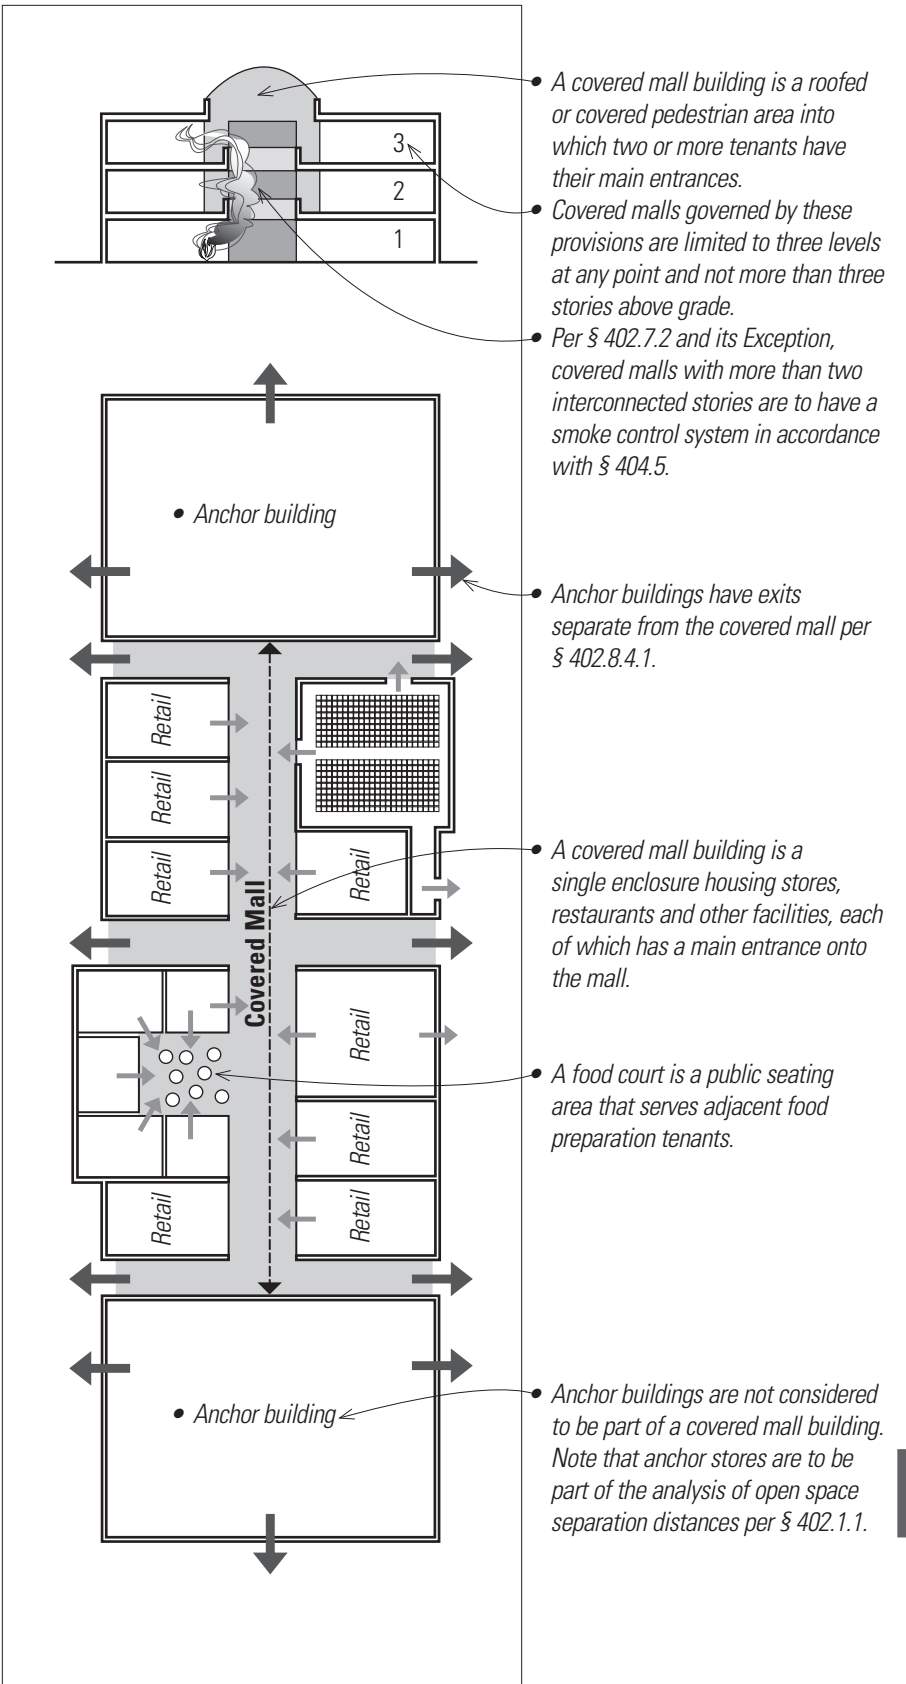 • A covered mall building is a roofed
or covered pedestrian area into
which two or more tenants have
their main entrances.
• Covered malls governed by these
provisions are limited to three levels
at any point and not more than three
stories above grade.
• Per § 402.7.2 and its Exception,
covered malls with more than two
interconnected stories are to have a
smoke control system in accordance
with § 404.5.
3
2
1
• Anchor building
• Anchor buildings have exits
separate from the covered mall per
§ 402.8.4.1.
Retail
Retail
Retail
Retail
Covered Mall
• A covered mall building is a
single enclosure housing stores,
restaurants and other facilities, each
of which has a main entrance onto
the mall.
Retail
Retail
Retail
Retail
• A food court is a public seating
area that serves adjacent food
preparation tenants.
• Anchor building
• Anchor buildings are not considered
to be part of a covered mall building.
Note that anchor stores are to be
part of the analysis of open space
separation distances per § 402.1.1.